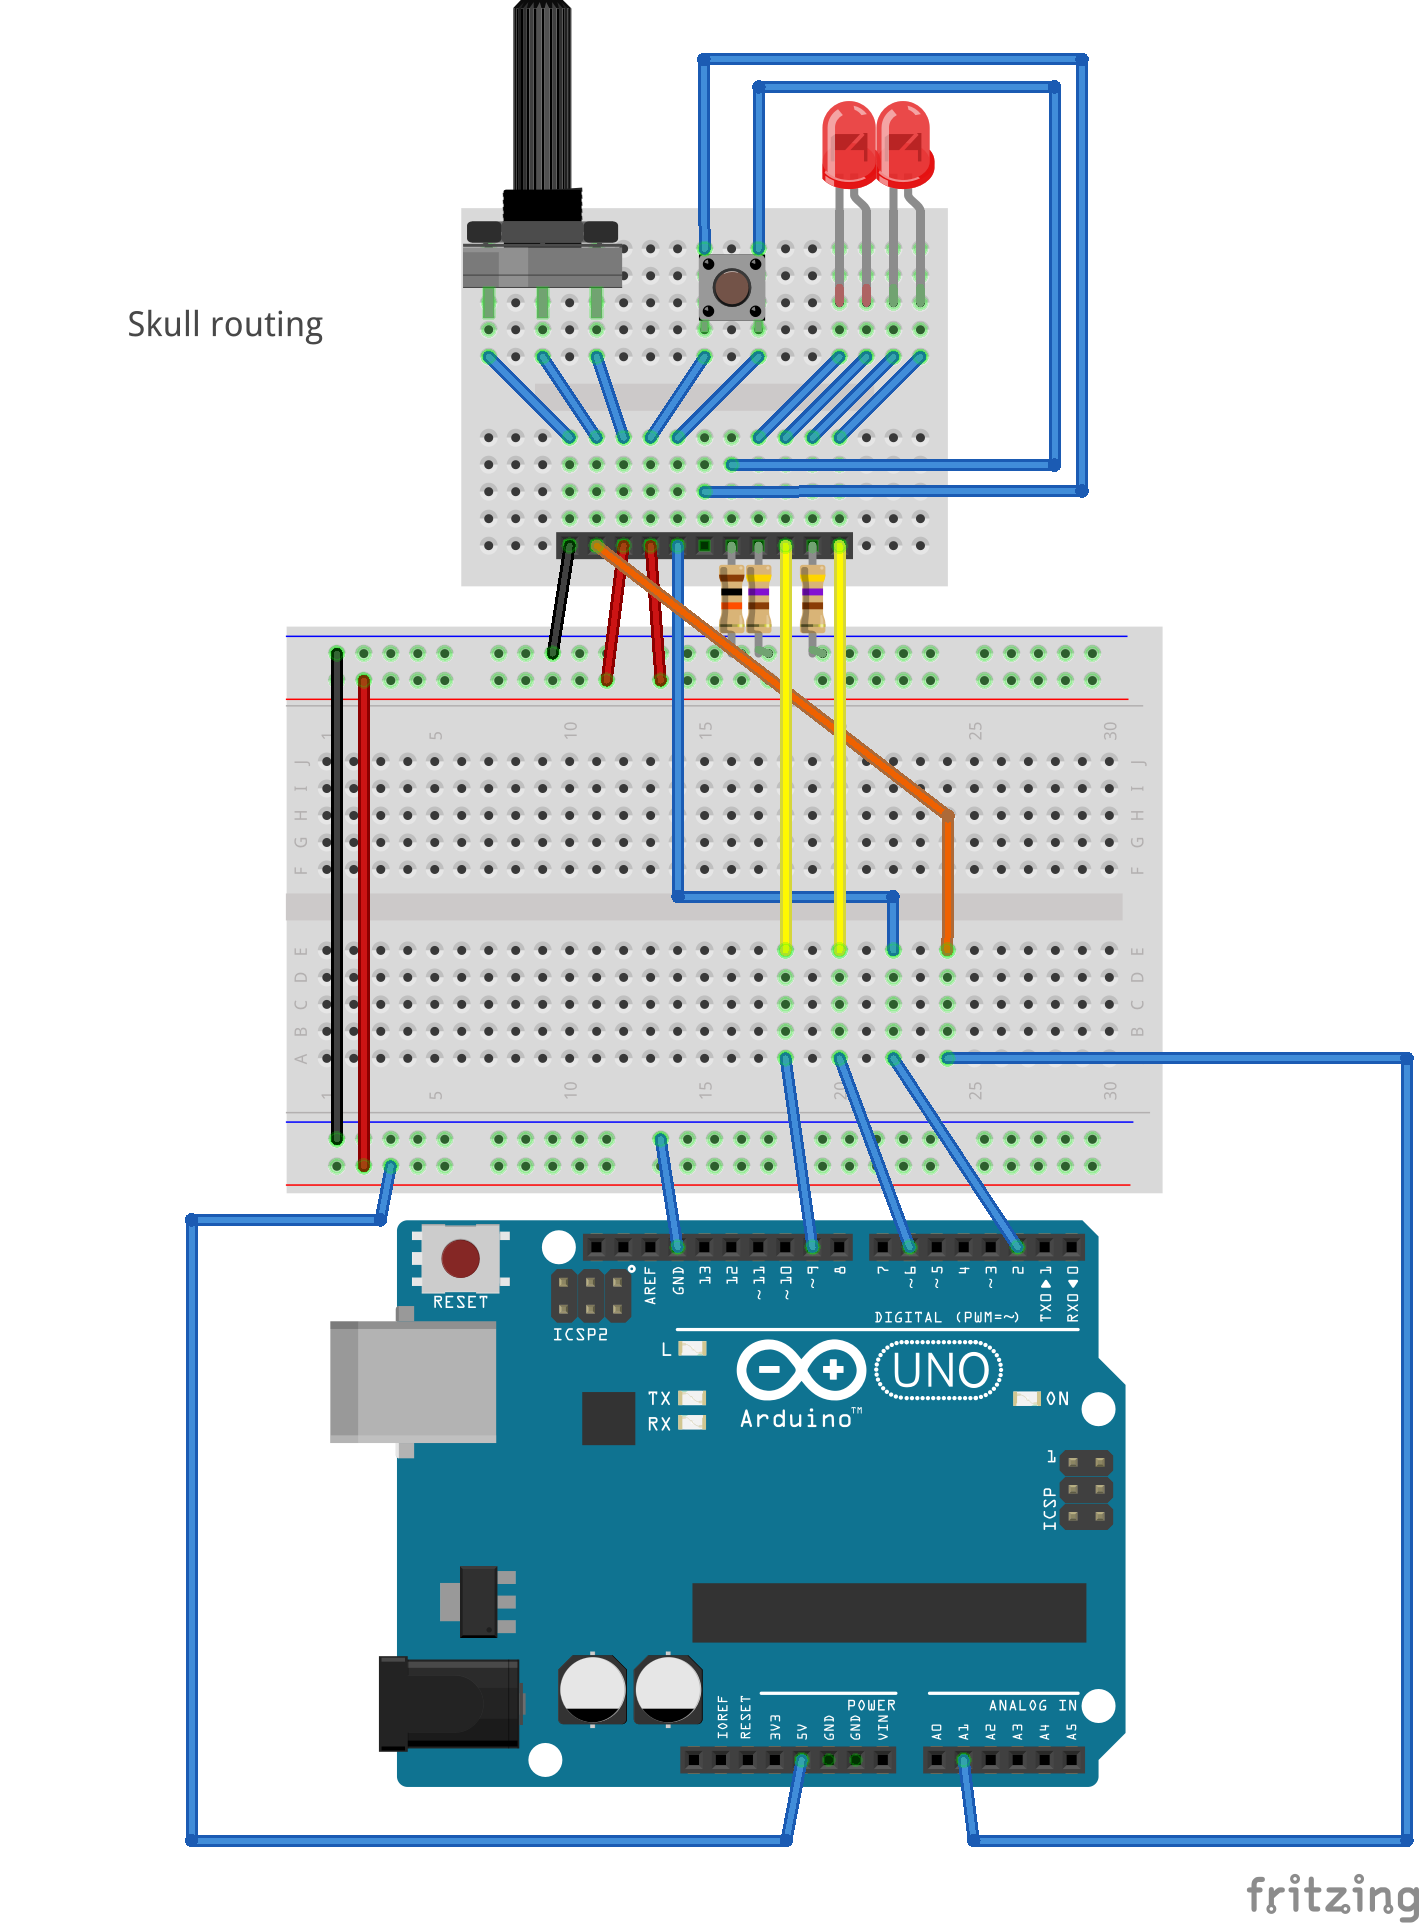 Skull routing
1 5 10 15 20 25 30
J J
I I
H H
G G
F F
E E
D D
C C
B B
A A
1 5 10 15 20 25 30
RESET
ICSP2
AREF GND 13 12 ~11 ~10 ~9 8 7 ~6 ~5 4 ~3 2 TX0▶1 RX0◀0
DIGITAL (PWM=~)
L
TX
RX
UNO
Arduino™
ON
1
ICSP
POWER
ANALOG IN
IOREF RESET 3V3 5V GND GND VIN A0 A1 A2 A3 A4 A5
fritzing